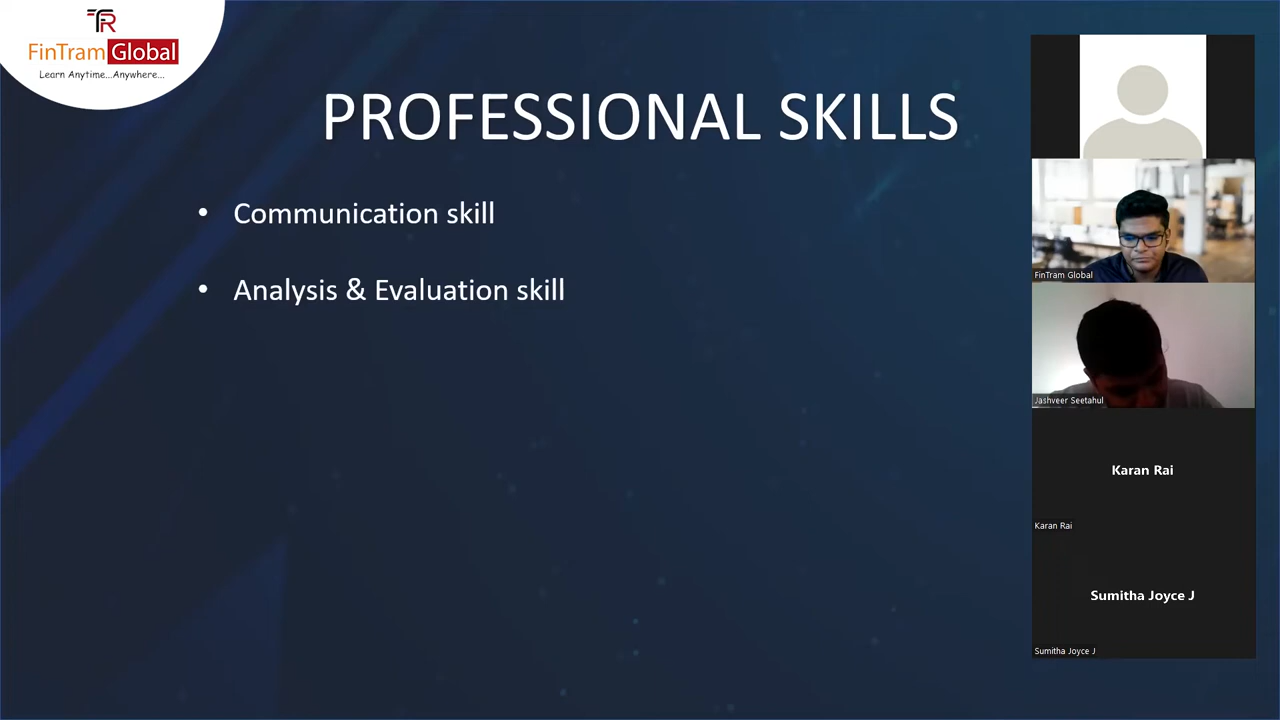 TR
FinTram Global
Learn Anytime...Anywhere...
PROFESSIONAL SKILLS
• Communication skill
• Analysis & Evaluation skill
FinTram Global
Jashveer Seetahul
Karan Rai
Karan Rai
Sumitha Joyce J
Sumitha Joyce J